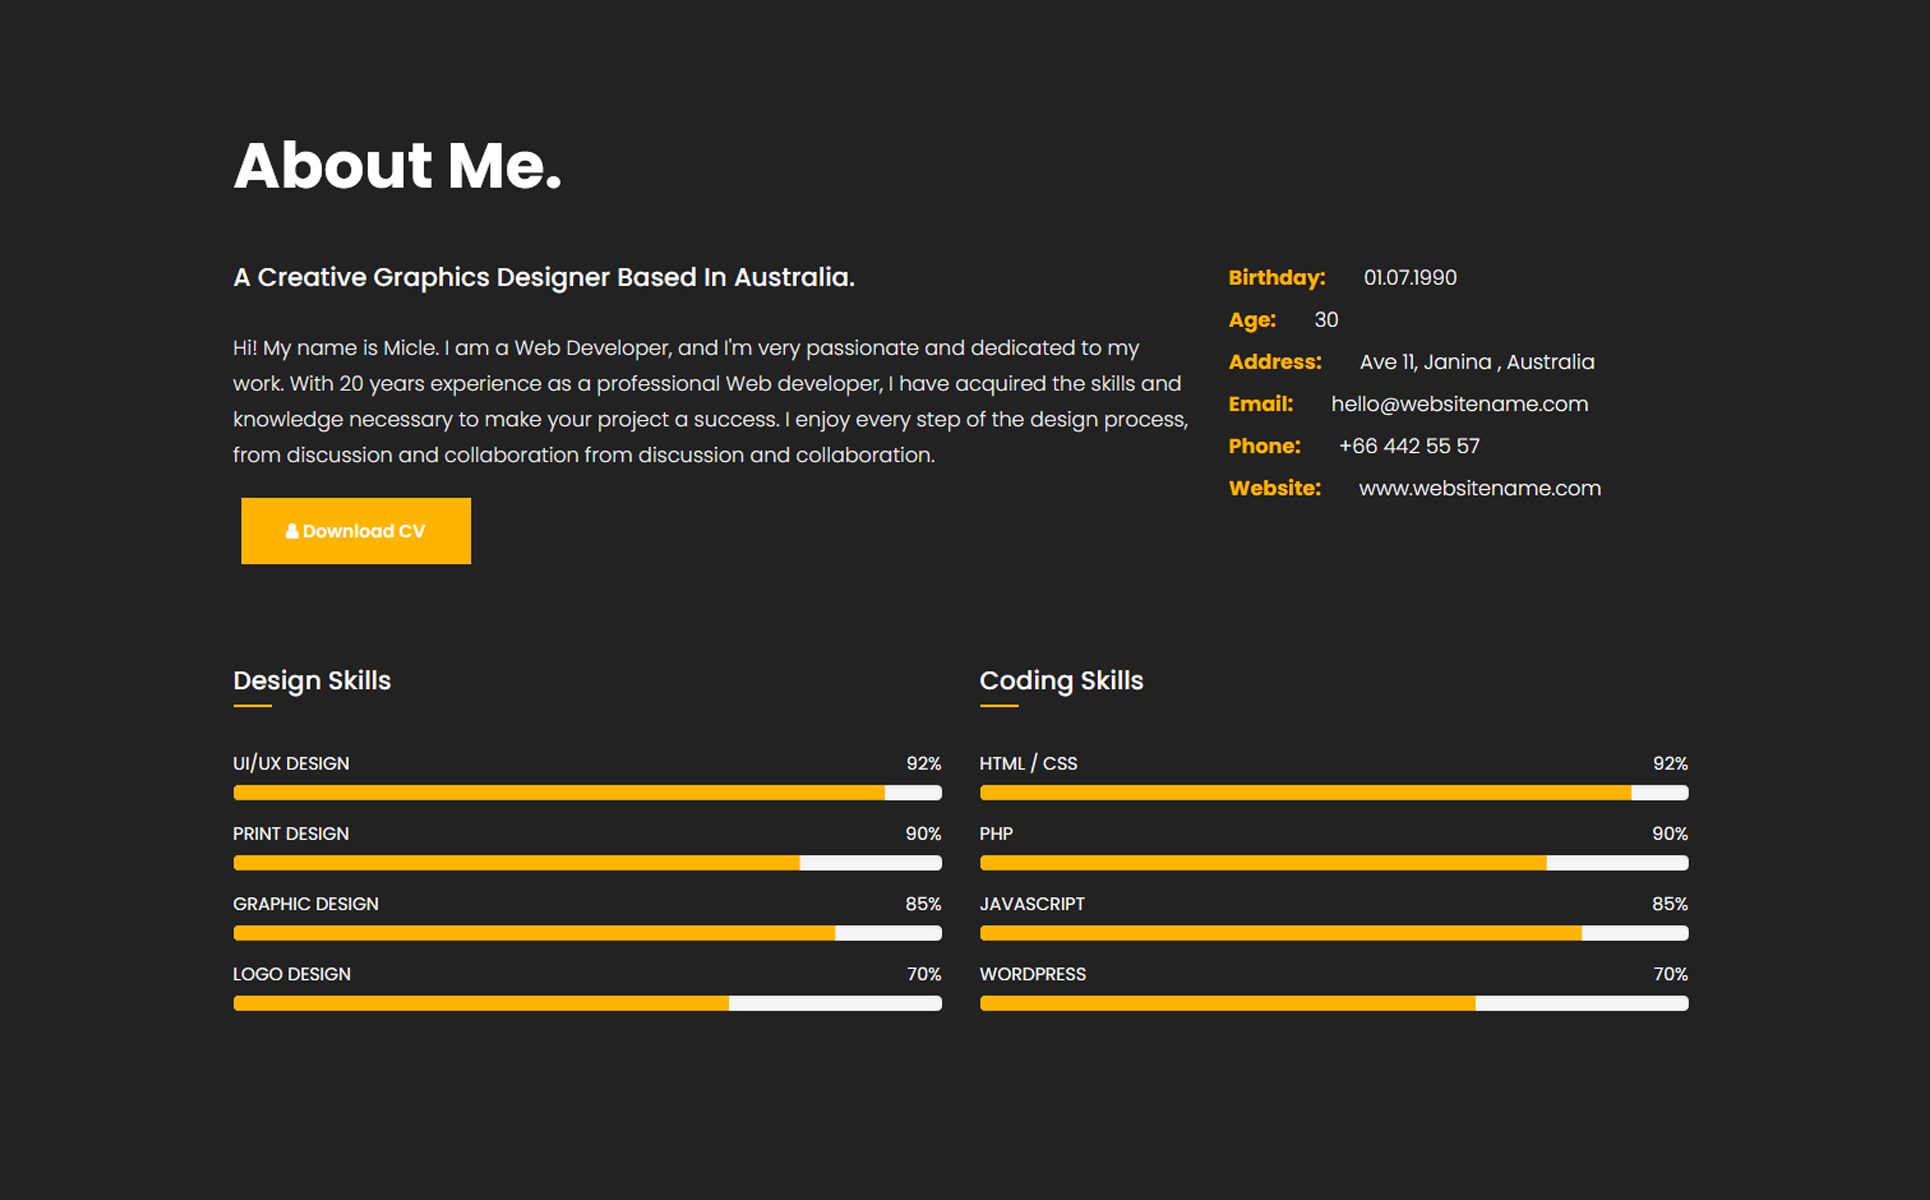 About Me.
A Creative Graphics Designer Based In Australia.
Hi! My name is Micle. I am a Web Developer, and I'm very passionate and dedicated to my
work. With 20 years experience as a professional Web developer, I have acquired the skills and
knowledge necessary to make your project a success. I enjoy every step of the design process,
from discussion and collaboration from discussion and collaboration.
Download CV
Birthday: 01.07.1990
Age: 30
Address: Ave 11, Janina , Australia
Email: hello@websitename.com
Phone: +66 442 55 57
Website: www.websitename.com
Design Skills
UI/UX DESIGN 92%
PRINT DESIGN 90%
GRAPHIC DESIGN 85%
LOGO DESIGN 70%
Coding Skills
HTML / CSS 92%
PHP 90%
JAVASCRIPT 85%
WORDPRESS 70%